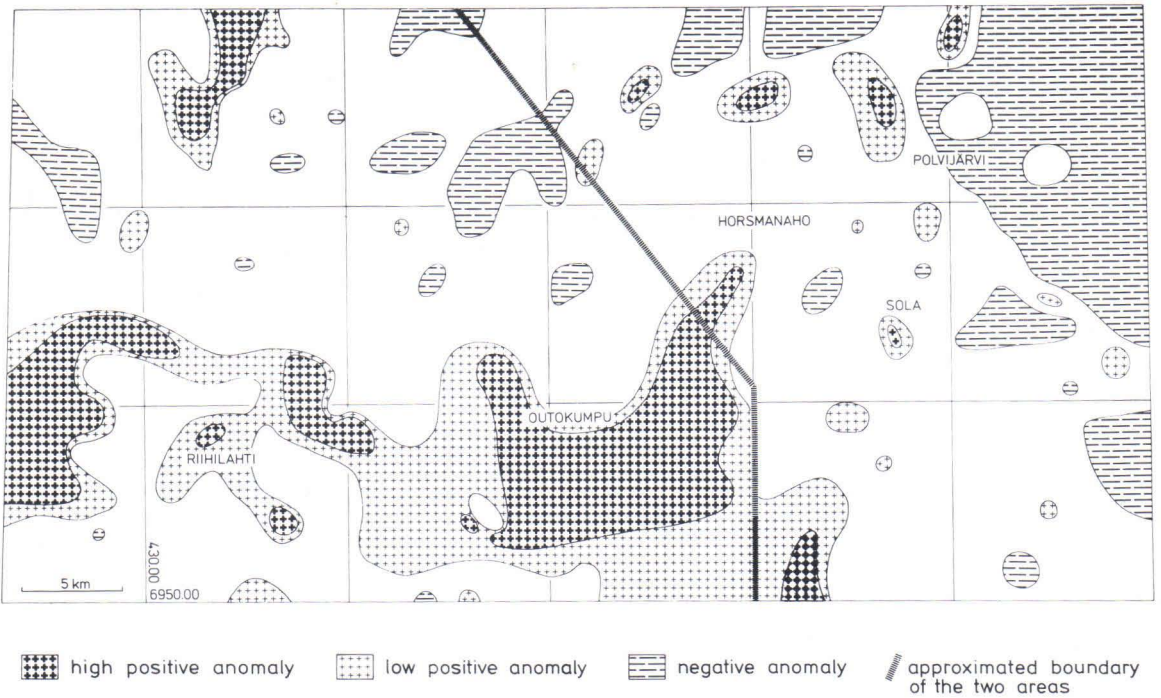 POLVIJÄRVI
HORSMANAHO
SOLA
OUTOKUMPU
RIIHILAHTI
5 km
430.00
6950.00
high positive anomaly
low positive anomaly
negative anomaly
approximated boundary
of the two areas